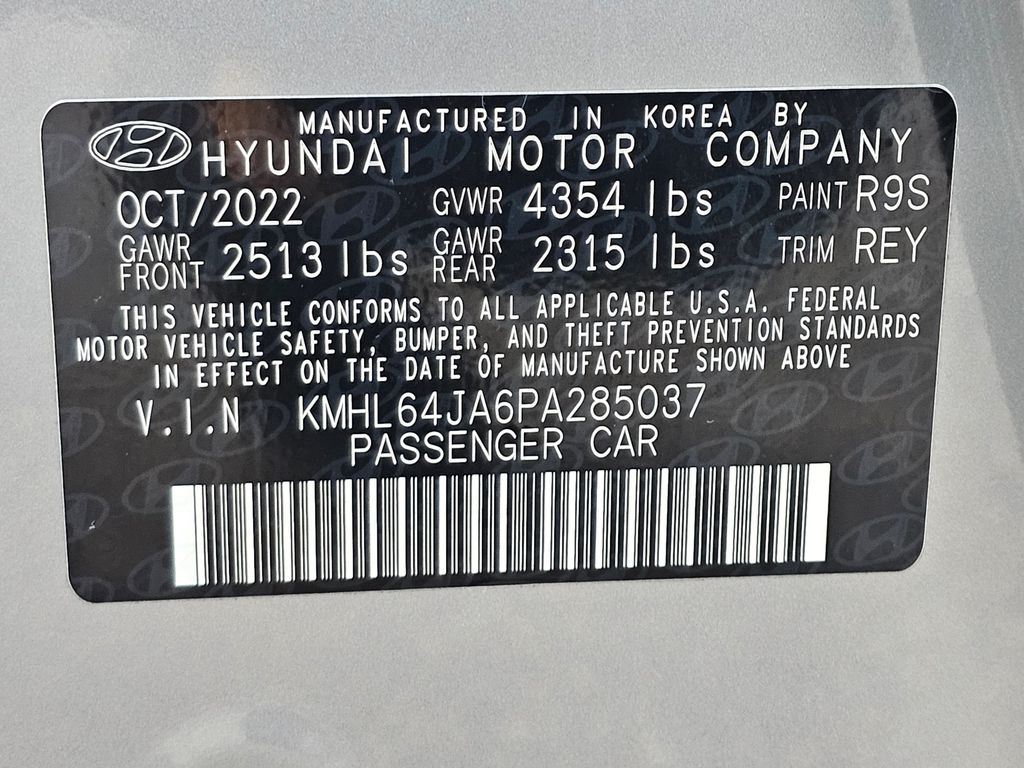 MANUFACTURED IN KOREA BY
HYUNDAI MOTOR COMPANY
OCT/2022 GVWR 4354 lbs PAINT R9S
GAWR FRONT 2513 lbs GAWR REAR 2315 lbs TRIM REY
THIS VEHICLE CONFORMS TO ALL APPLICABLE U.S.A. FEDERAL
MOTOR VEHICLE SAFETY, BUMPER, AND THEFT PREVENTION STANDARDS
IN EFFECT ON THE DATE OF MANUFACTURE SHOWN ABOVE
V.I.N KMHL64JA6PA285037
PASSENGER CAR